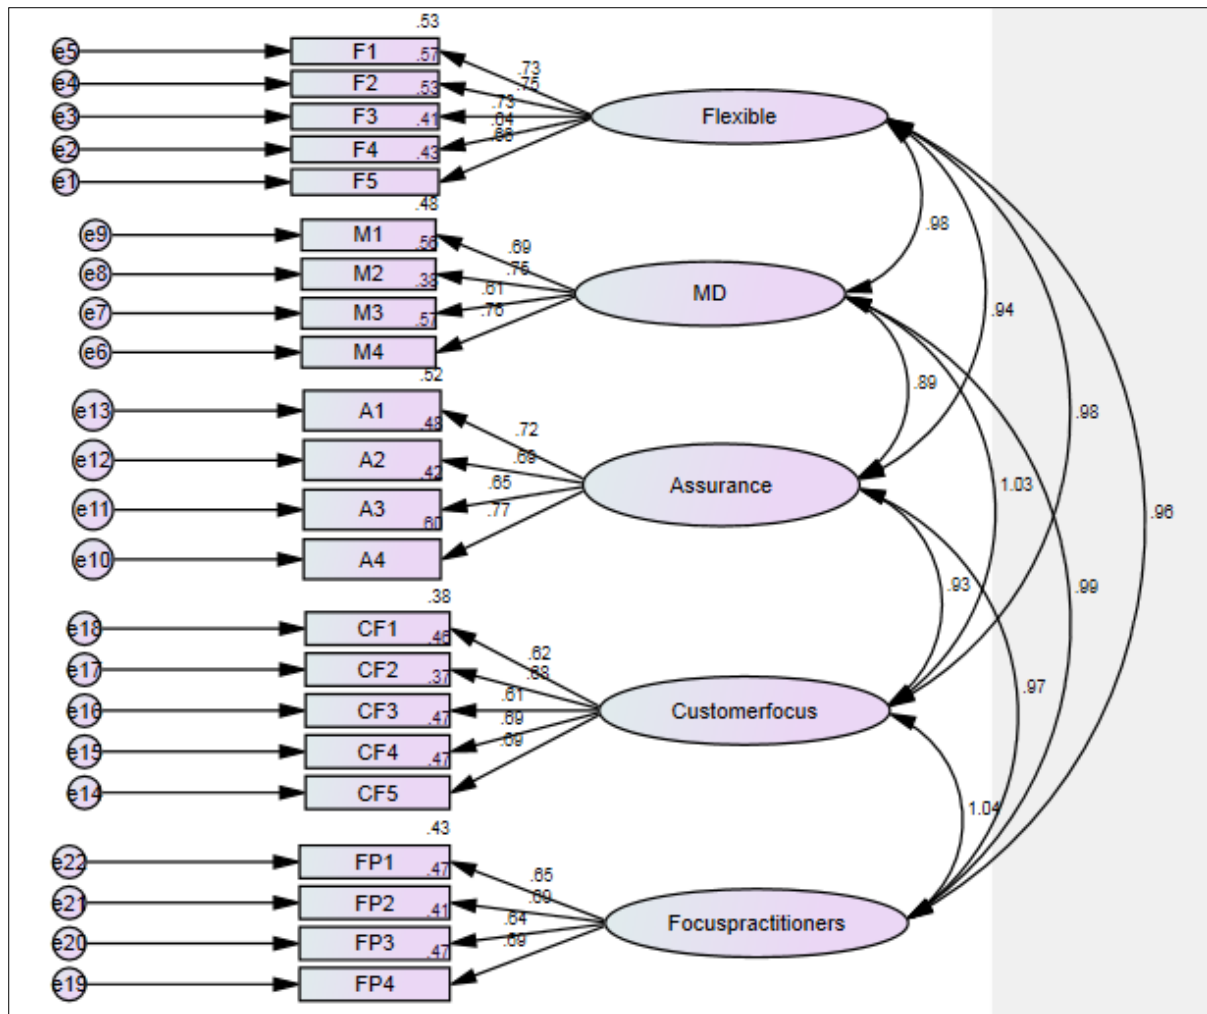 .53
e5 F1 .57
.73
e4 F2 .53
.75
e3 F3 .41
.73
Flexible
e2 F4 .43
.64
e1 F5
.66
.48
e9 M1 .56
.69
.98
e8 M2 .38
.75
MD
e7 M3 .57
.61
.94
e6 M4
.76
.52
.89
e13 A1 .48
.72
.98
e12 A2 .42
.69
Assurance
1.03
e11 A3 .60
.65
.96
e10 A4
.77
.93
.99
.38
e18 CF1 .46
.62
e17 CF2 .37
.68
.97
e16 CF3 .47
.61
Customerfocus
e15 CF4 .47
.69
e14 CF5
.69
1.04
.43
e22 FP1 .47
.65
e21 FP2 .41
.69
Focuspractitioners
e20 FP3 .47
.64
e19 FP4
.69